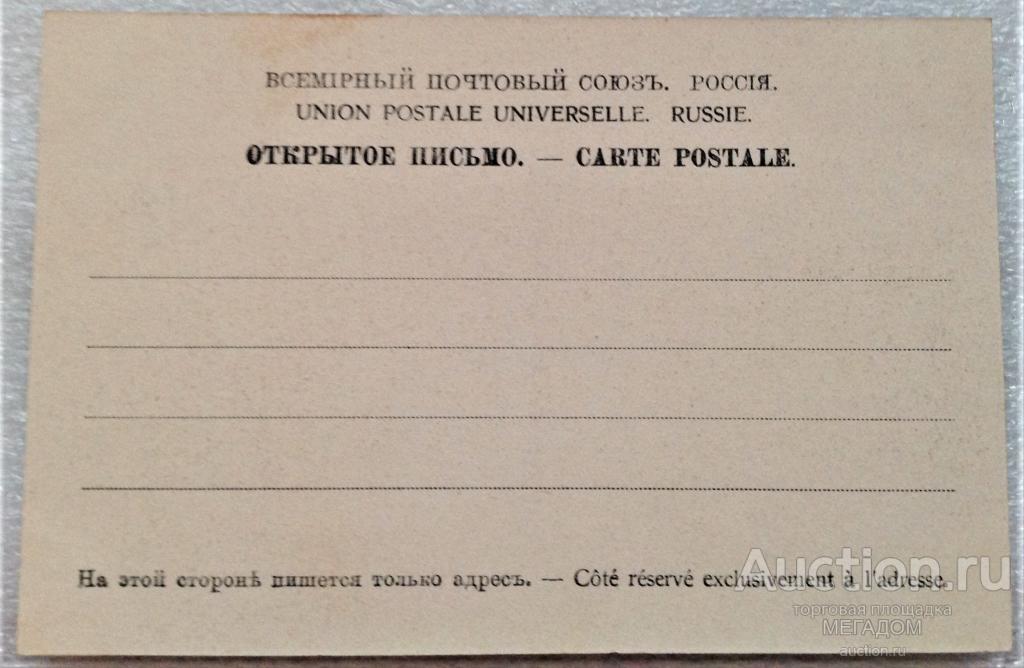 ВСЕМІРНЫЙ ПОЧТОВЫЙ СОЮЗЪ. РОССІЯ.
UNION POSTALE UNIVERSELLE. RUSSIE.
ОТКРЫТОЕ ПИСЬМО. — CARTE POSTALE.
На этой сторонѣ пишется только адресъ. — Côté réservé exclusivement à l'adresse.
Auction.ru
торговая площадка
МЕГАДОМ
auction.ru